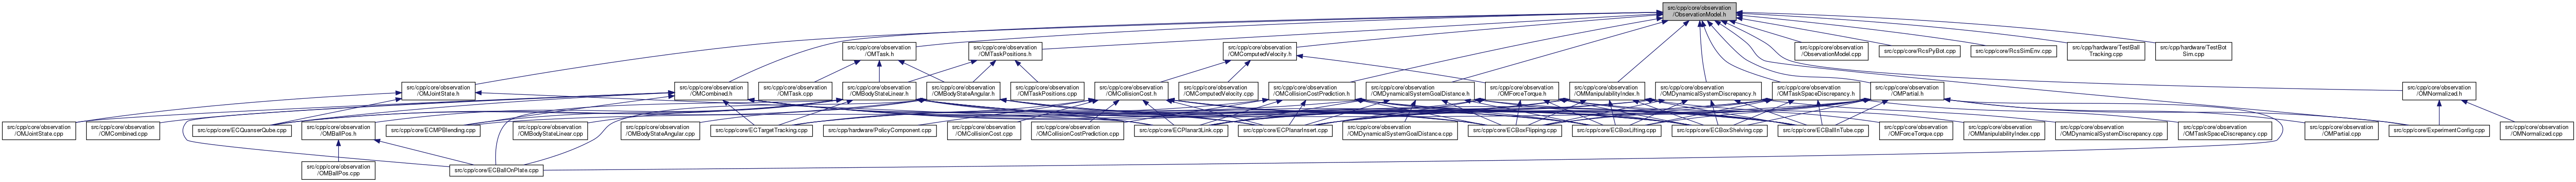 src/cpp/core/observation
/ObservationModel.h
src/cpp/core/observation
/OMTask.h
src/cpp/core/observation
/OMTaskPositions.h
src/cpp/core/observation
/OMComputedVelocity.h
src/cpp/core/observation
/ObservationModel.cpp
src/cpp/core/RcsPyBot.cpp
src/cpp/core/RcsSimEnv.cpp
src/cpp/hardware/TestBall
Tracking.cpp
src/cpp/hardware/TestBot
Sim.cpp
src/cpp/core/observation
/OMJointState.h
src/cpp/core/observation
/OMCombined.h
src/cpp/core/observation
/OMTask.cpp
src/cpp/core/observation
/OMBodyStateLinear.h
src/cpp/core/observation
/OMBodyStateAngular.h
src/cpp/core/observation
/OMTaskPositions.cpp
src/cpp/core/observation
/OMCollisionCost.h
src/cpp/core/observation
/OMComputedVelocity.cpp
src/cpp/core/observation
/OMCollisionCostPrediction.h
src/cpp/core/observation
/OMDynamicalSystemGoalDistance.h
src/cpp/core/observation
/OMForceTorque.h
src/cpp/core/observation
/OMManipulabilityIndex.h
src/cpp/core/observation
/OMDynamicalSystemDiscrepancy.h
src/cpp/core/observation
/OMTaskSpaceDiscrepancy.h
src/cpp/core/observation
/OMPartial.h
src/cpp/core/observation
/OMNormalized.h
src/cpp/core/observation
/OMJointState.cpp
src/cpp/core/observation
/OMCombined.cpp
src/cpp/core/ECQuanserQube.cpp
src/cpp/core/observation
/OMBallPos.h
src/cpp/core/ECMPBlending.cpp
src/cpp/core/observation
/OMBodyStateLinear.cpp
src/cpp/core/observation
/OMBodyStateAngular.cpp
src/cpp/core/ECTargetTracking.cpp
src/cpp/hardware/PolicyComponent.cpp
src/cpp/core/observation
/OMCollisionCost.cpp
src/cpp/core/observation
/OMCollisionCostPrediction.cpp
src/cpp/core/ECPlanar3Link.cpp
src/cpp/core/ECPlanarInsert.cpp
src/cpp/core/observation
/OMDynamicalSystemGoalDistance.cpp
src/cpp/core/ECBoxFlipping.cpp
src/cpp/core/ECBoxLifting.cpp
src/cpp/core/ECBoxShelving.cpp
src/cpp/core/ECBallInTube.cpp
src/cpp/core/observation
/OMForceTorque.cpp
src/cpp/core/observation
/OMManipulabilityIndex.cpp
src/cpp/core/observation
/OMDynamicalSystemDiscrepancy.cpp
src/cpp/core/observation
/OMTaskSpaceDiscrepancy.cpp
src/cpp/core/observation
/OMPartial.cpp
src/cpp/core/ExperimentConfig.cpp
src/cpp/core/observation
/OMNormalized.cpp
src/cpp/core/observation
/OMBallPos.cpp
src/cpp/core/ECBallOnPlate.cpp